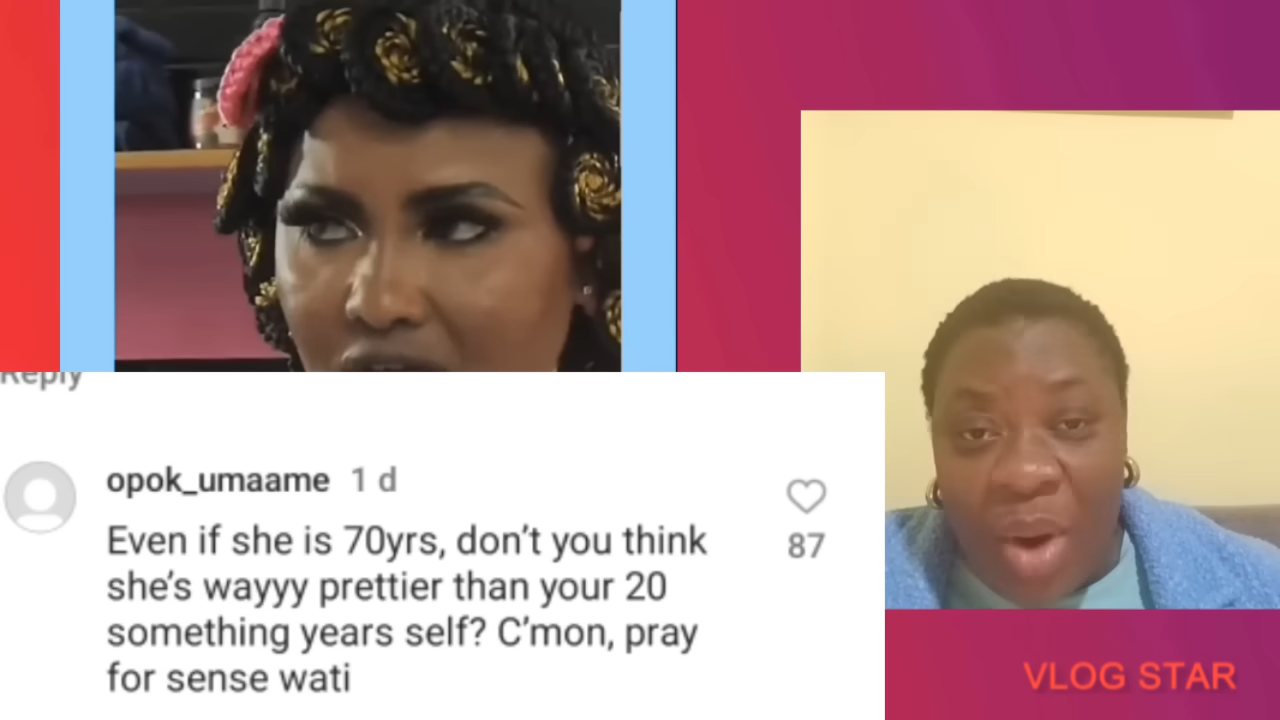 Reply
opok_umaame 1 d
Even if she is 70yrs, don't you think
she's wayyy prettier than your 20
something years self? C'mon, pray
for sense wati
87
VLOG STAR